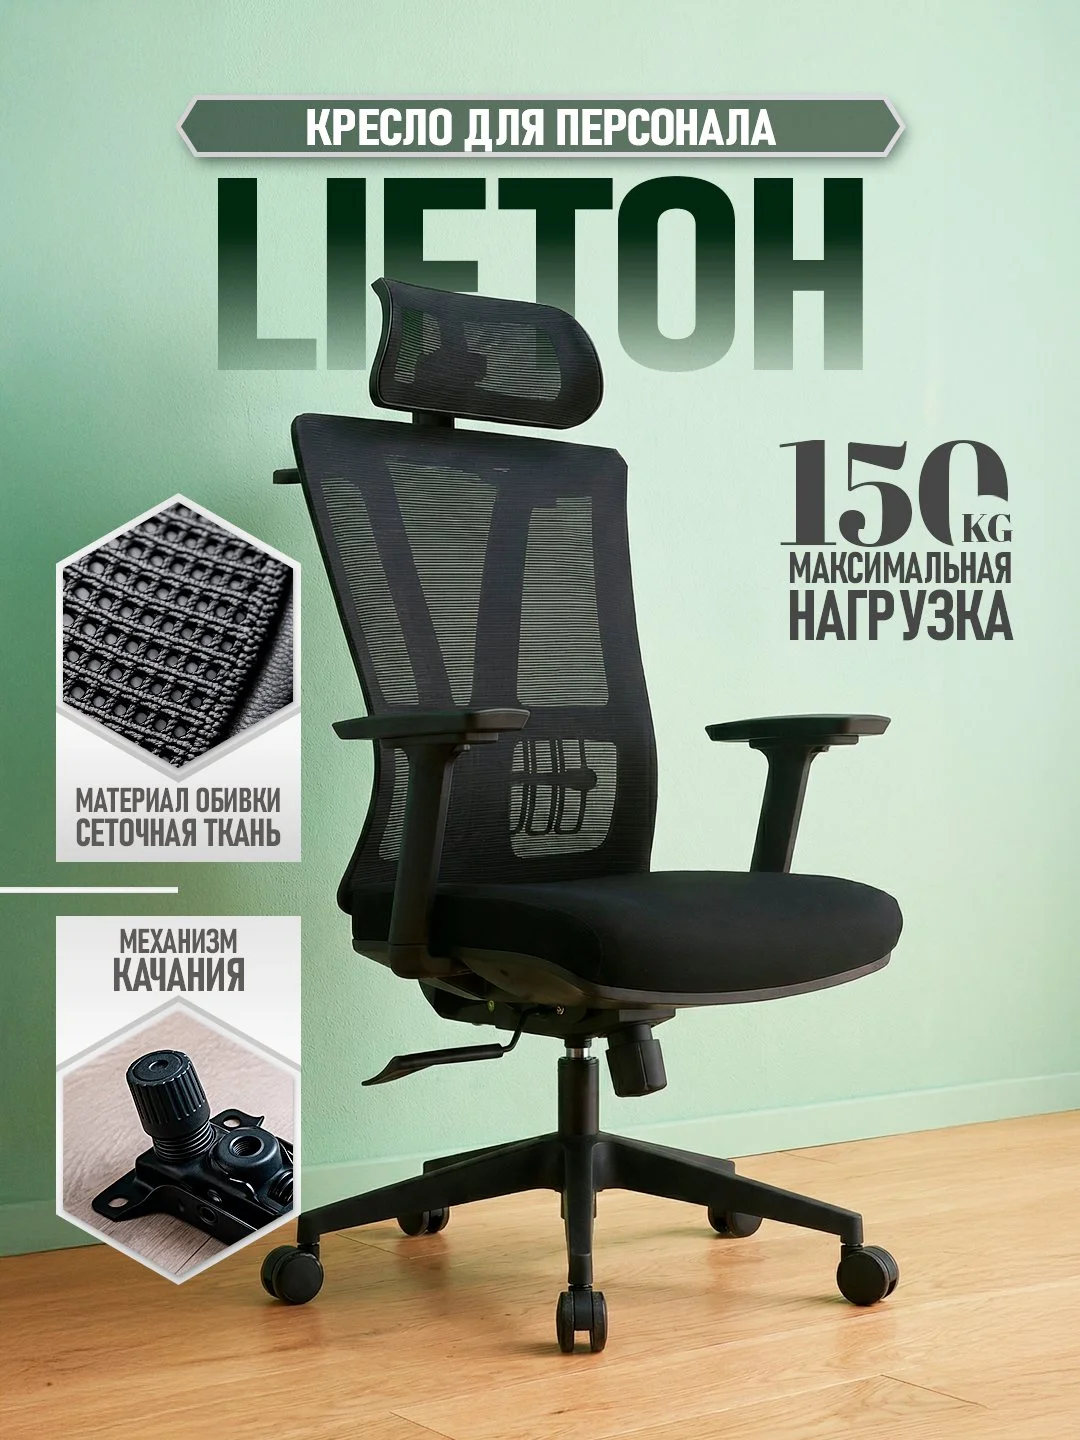 КРЕСЛО ДЛЯ ПЕРСОНАЛА
LIFTOH
150
KG
МАКСИМАЛЬНАЯ
НАГРУЗКА
МАТЕРИАЛ ОБИВКИ
СЕТОЧНАЯ ТКАНЬ
МЕХАНИЗМ
КАЧАНИЯ